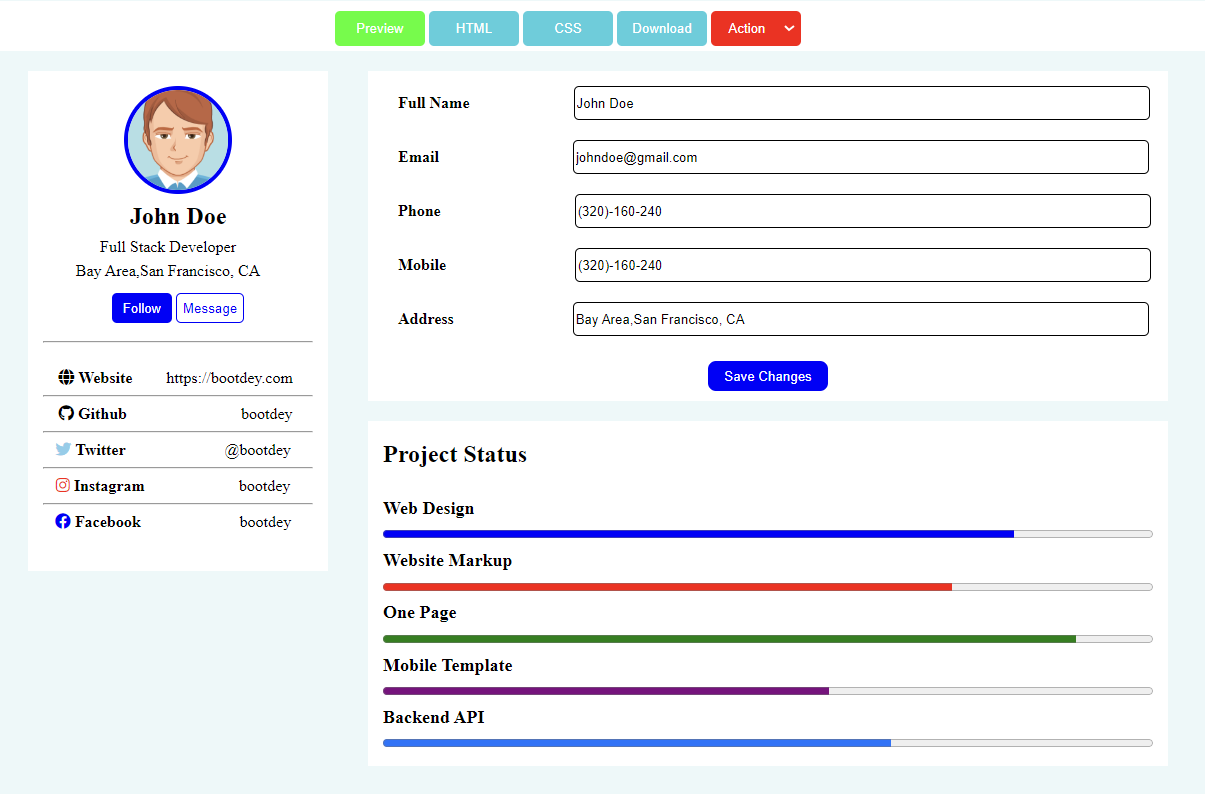 Preview HTML CSS Download Action
John Doe
Full Stack Developer
Bay Area,San Francisco, CA
Follow Message
Website https://bootdey.com
Github bootdey
Twitter @bootdey
Instagram bootdey
Facebook bootdey
Full Name John Doe
Email johndoe@gmail.com
Phone (320)-160-240
Mobile (320)-160-240
Address Bay Area,San Francisco, CA
Save Changes
Project Status
Web Design
Website Markup
One Page
Mobile Template
Backend API